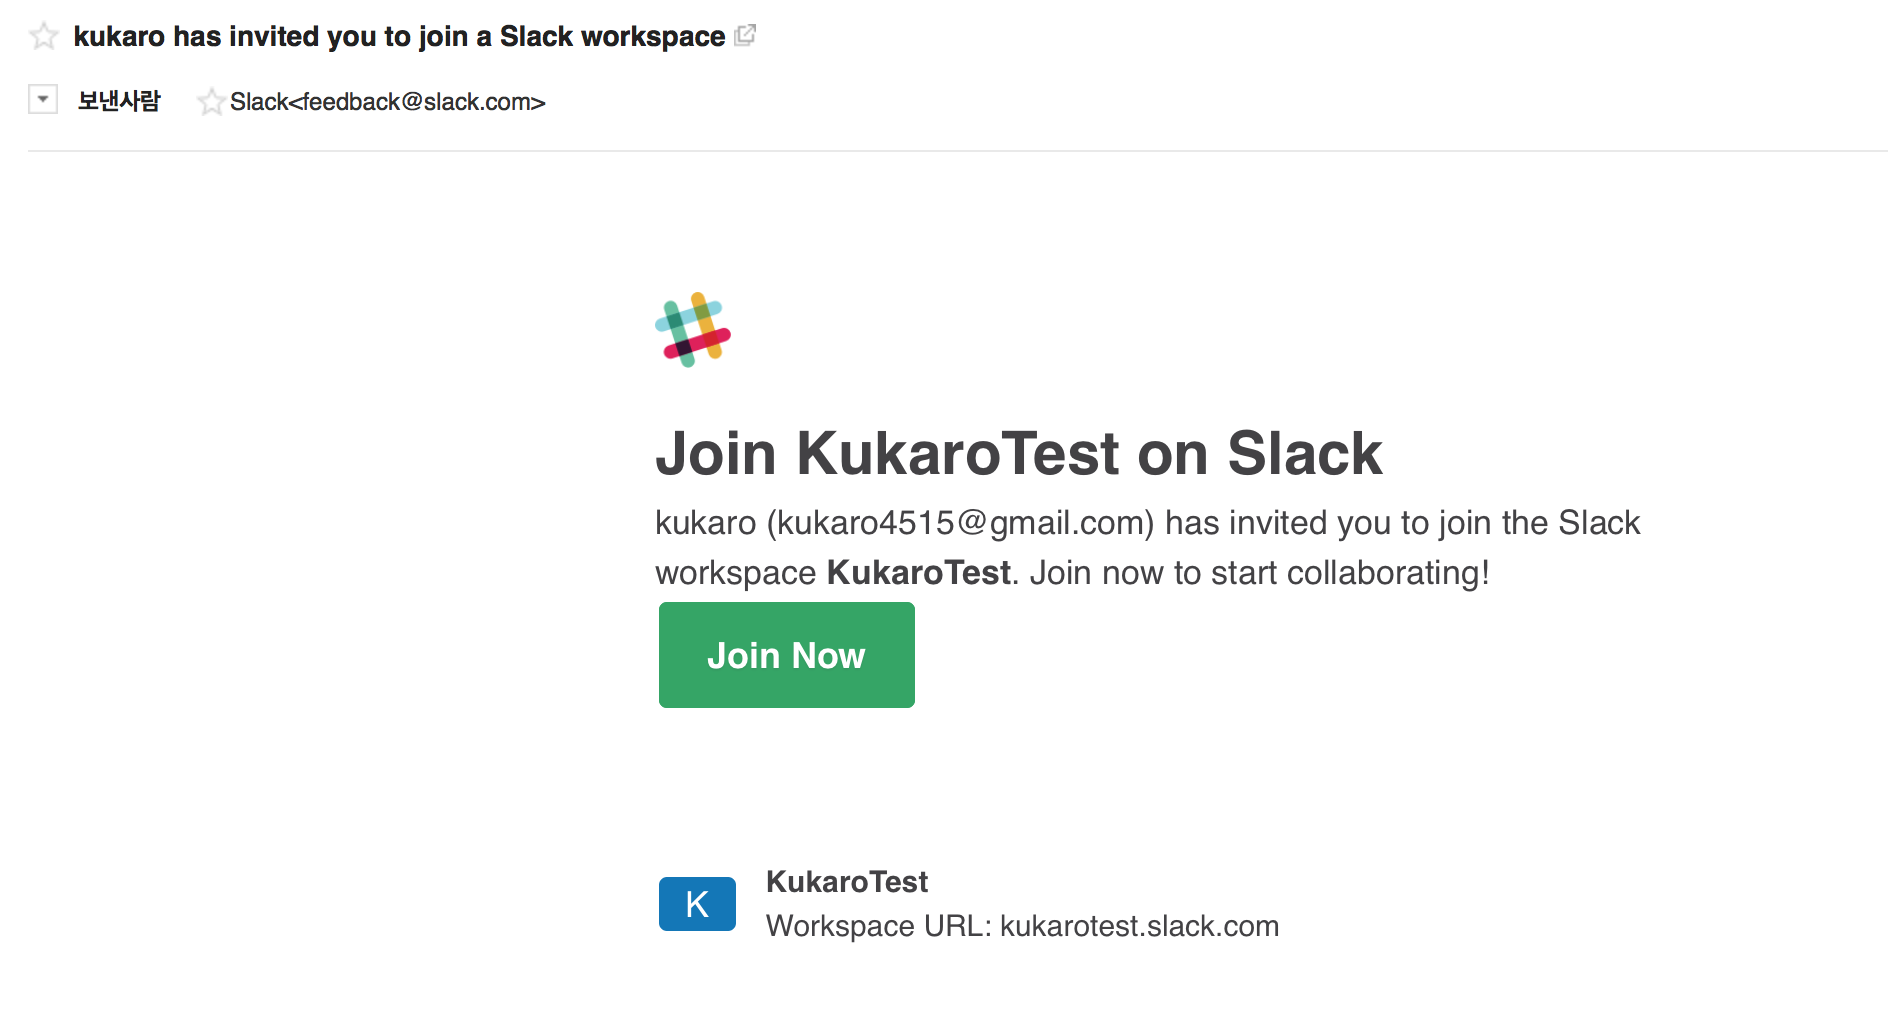 kukaro has invited you to join a Slack workspace
보낸사람 Slack<feedback@slack.com>
Join KukaroTest on Slack
kukaro (kukaro4515@gmail.com) has invited you to join the Slack
workspace KukaroTest. Join now to start collaborating!
Join Now
K
KukaroTest
Workspace URL: kukarotest.slack.com